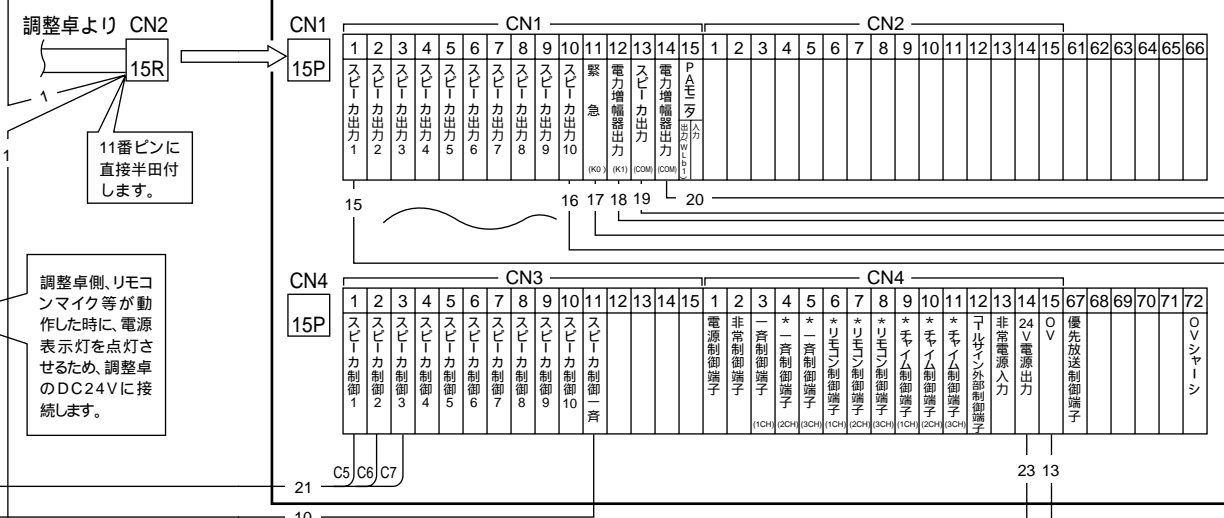 調整卓より CN2
15R
1
1
11番ピンに
直接半田付
します。
CN1
15P
CN1
CN2
1 2 3 4 5 6 7 8 9 10 11 12 13 14 15 1 2 3 4 5 6 7 8 9 10 11 12 13 14 15 61 62 63 64 65 66
スピーカ出力1
スピーカ出力2
スピーカ出力3
スピーカ出力4
スピーカ出力5
スピーカ出力6
スピーカ出力7
スピーカ出力8
スピーカ出力9
スピーカ出力10
緊急
(K0)
電力増幅器出力
(K1)
スピーカ出力
(COM)
電力増幅器出力
(COM)
PAモニタ
入力
出力(WLb1)
15 16 17 18 19 20
調整卓側、リモコ
ンマイク等が動
作した時に、電源
表示灯を点灯さ
せるため、調整卓
のDC24Vに接
続します。
CN4
15P
CN3
CN4
1 2 3 4 5 6 7 8 9 10 11 12 13 14 15 1 2 3 4 5 6 7 8 9 10 11 12 13 14 15 67 68 69 70 71 72
スピーカ制御1
スピーカ制御2
スピーカ制御3
スピーカ制御4
スピーカ制御5
スピーカ制御6
スピーカ制御7
スピーカ制御8
スピーカ制御9
スピーカ制御10
スピーカ制御一斉
電源制御端子
非常制御端子
一斉制御端子
(1CH)
*一斉制御端子
(2CH)
*一斉制御端子
(3CH)
*リモコン制御端子
(1CH)
*リモコン制御端子
(2CH)
*リモコン制御端子
(3CH)
*チャイム制御端子
(1CH)
*チャイム制御端子
(2CH)
*チャイム制御端子
(3CH)
コールサイン外部制御端子
非常電源入力
24V電源出力
0V
優先放送制御端子
0Vシャーシ
C5 C6 C7
21
10
23 13